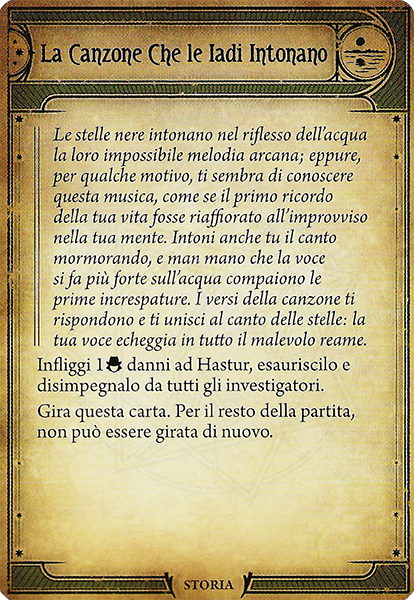 La Canzone Che le Iadi Intonano
Le stelle nere intonano nel riflesso dell'acqua
la loro impossibile melodia arcana; eppure,
per qualche motivo, ti sembra di conoscere
questa musica, come se il primo ricordo
della tua vita fosse riaffiorato all'improvviso
nella tua mente. Intoni anche tu il canto
mormorando, e man mano che la voce
si fa più forte sull'acqua compaiono le
prime increspature. I versi della canzone ti
rispondono e ti unisci al canto delle stelle: la
tua voce echeggia in tutto il malevolo reame.
Infliggi 1 danni ad Hastur, esauriscilo e
disimpegnalo da tutti gli investigatori.
Gira questa carta. Per il resto della partita,
non può essere girata di nuovo.
STORIA